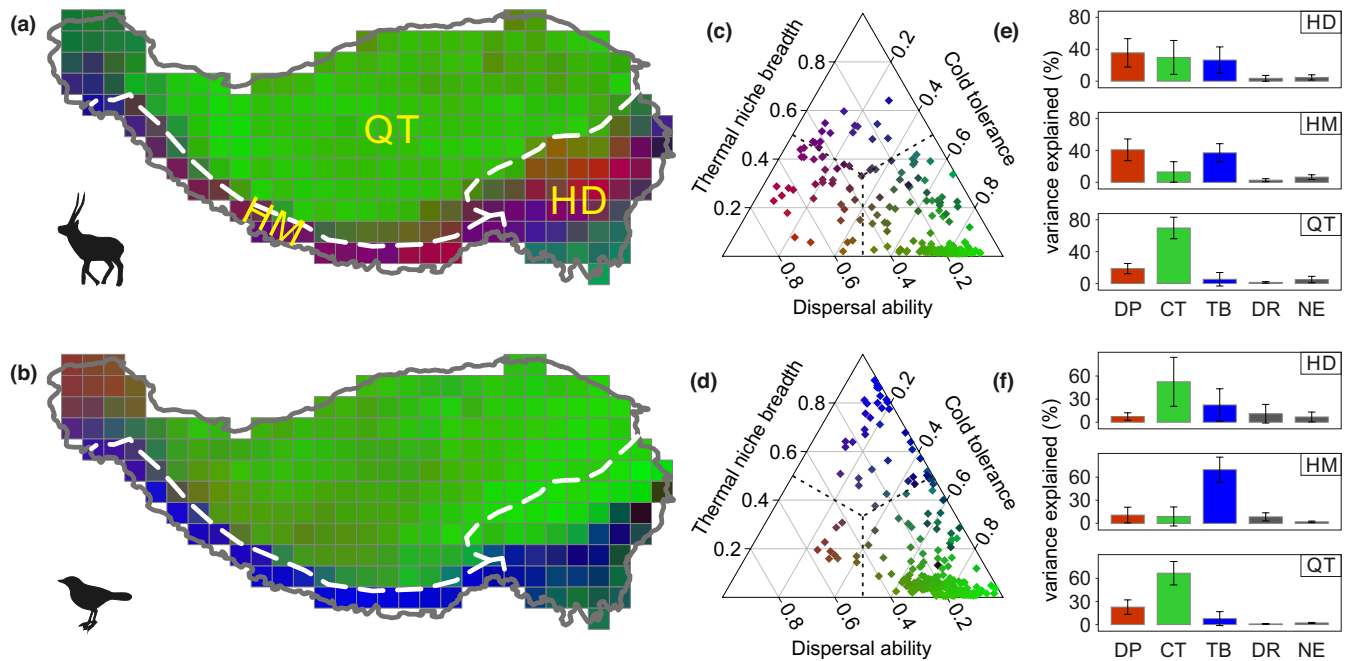 (a)
QT
HM
HD
(b)
(c)
Thermal niche breadth
Cold tolerance
Dispersal ability
0.8
0.6
0.4
0.2
0.2
0.4
0.6
0.8
0.8
0.6
0.4
0.2
(d)
Thermal niche breadth
Cold tolerance
Dispersal ability
0.8
0.6
0.4
0.2
0.2
0.4
0.6
0.8
0.8
0.6
0.4
0.2
(e)
variance explained (%)
80
40
0
HD
80
40
0
HM
80
40
0
QT
DP CT TB DR NE
(f)
variance explained (%)
60
30
0
HD
60
30
0
HM
60
30
0
QT
DP CT TB DR NE